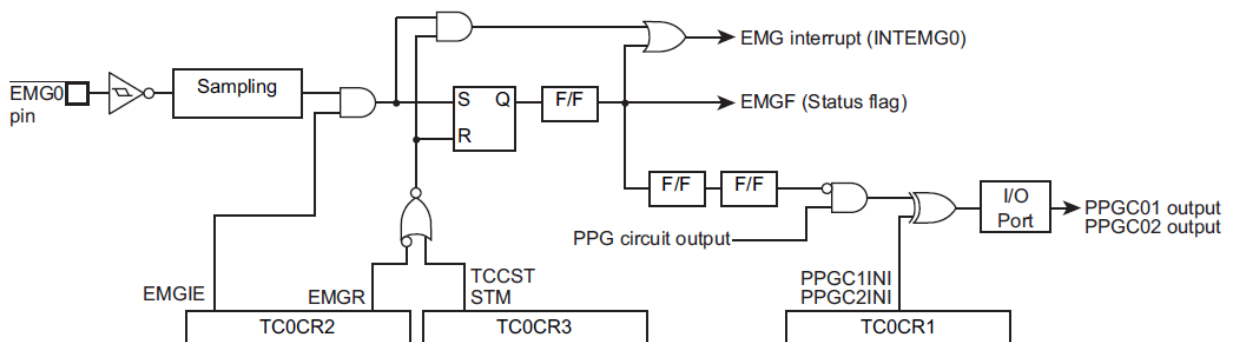 EMG interrupt (INTEMG0)
EMG0
pin
Sampling
S Q
R
F/F
EMGF (Status flag)
F/F
F/F
I/O
Port
PPGC01 output
PPGC02 output
PPG circuit output
EMGIE
EMGR
TCCST
STM
PPGC1INI
PPGC2INI
TC0CR2
TC0CR3
TC0CR1